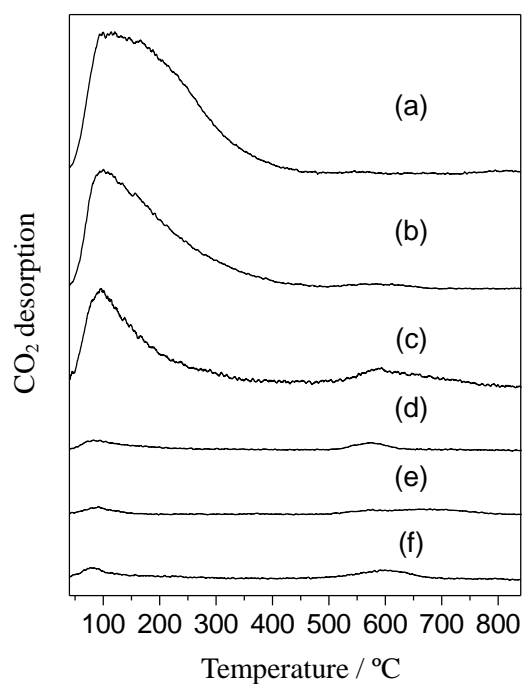 (a)
(b)
(c)
(d)
(e)
(f)
CO₂ desorption
100 200 300 400 500 600 700 800
Temperature / ºC